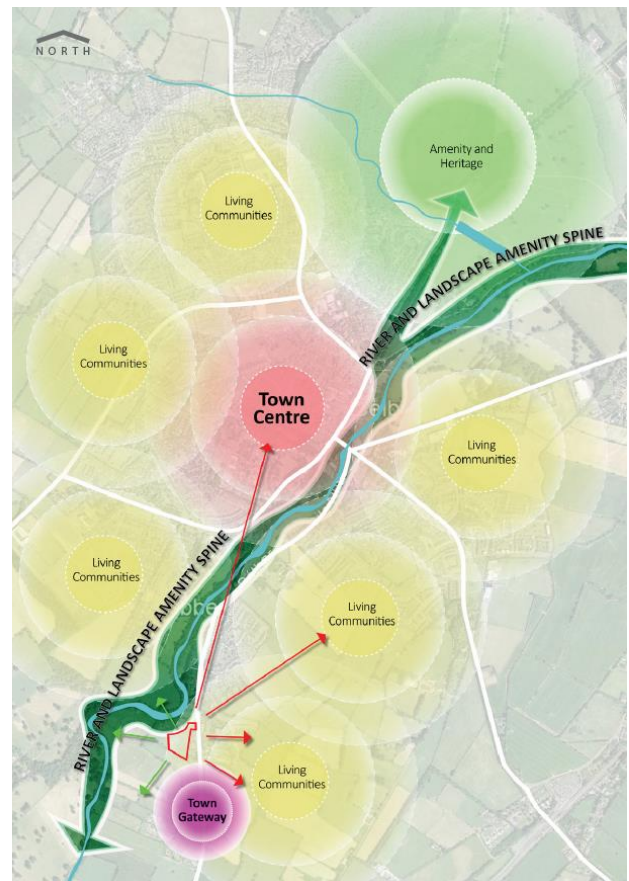 NORTH
Amenity and
Heritage
Living
Communities
RIVER AND LANDSCAPE AMENITY SPINE
Living
Communities
Town
Centre
Living
Communities
Living
Communities
Living
Communities
RIVER AND LANDSCAPE AMENITY SPINE
Living
Communities
Town
Gateway